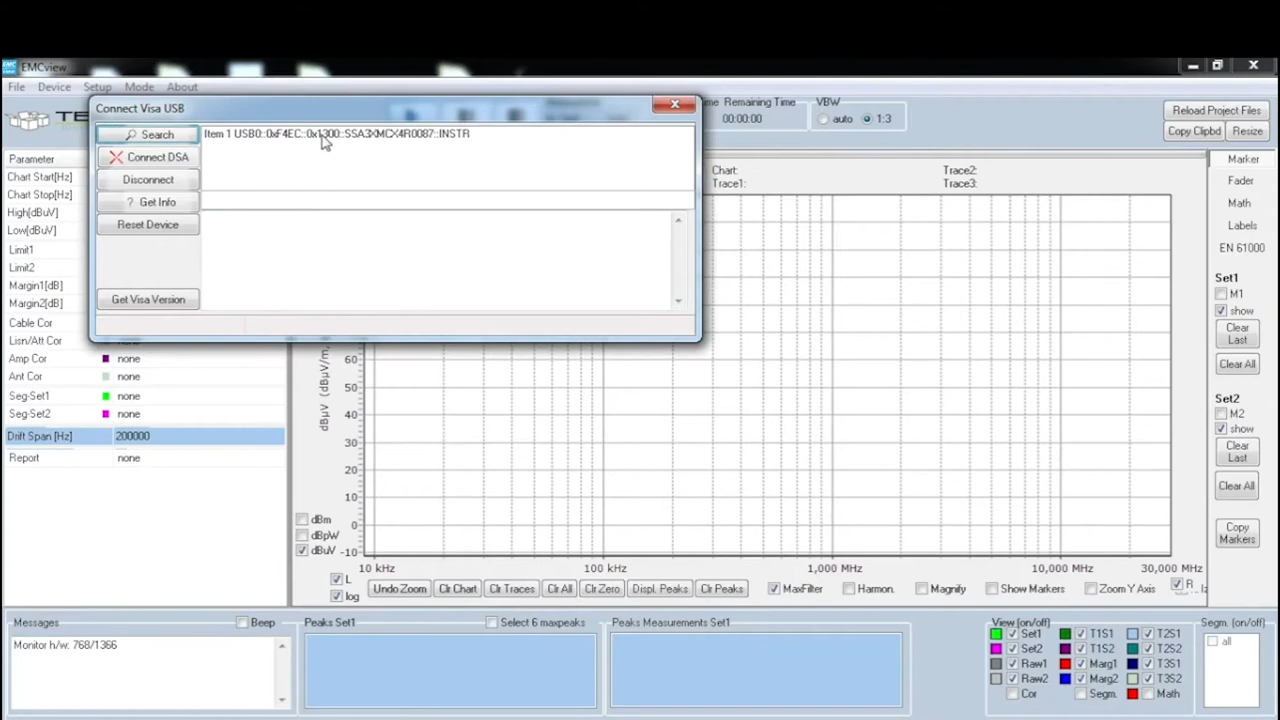 EMCview
File Device Setup Mode About
Connect Visa USB
Search
Item 1 USB0::0xF4EC::0x1300::SSA3XMCX4R0087::INSTR
Connect DSA
Disconnect
? Get Info
Reset Device
Get Visa Version
Remaining Time
00:00:00
VBW
auto 1:3
Reload Project Files
Copy Clipbd Resize
Parameter
Chart Start[Hz]
Chart Stop[Hz]
High[dBuV]
Low[dBuV]
Limit1
Limit2
Margin1[dB]
Margin2[dB]
Cable Cor
Lisn/Att Cor
Amp Cor none
Ant Cor none
Seg-Set1 none
Seg-Set2 none
Drift Span [Hz] 200000
Report none
Chart: Trace2:
Trace1: Trace3:
dBµV (dBµV/m,
60
50
40
30
20
10
0
-10
10 kHz 100 kHz 1,000 MHz 10,000 MHz 30,000 MHz
dBm
dBpW
dBuV
L
log
Undo Zoom Clr Chart Clr Traces Clr All Clr Zero Displ. Peaks Clr Peaks MaxFilter Harmon. Magnify Show Markers Zoom Y Axis R
Marker
Fader
Math
Labels
EN 61000
Set1
M1
show
Clear
Last
Clear All
Set2
M2
show
Clear
Last
Clear All
Copy
Markers
Messages Beep
Monitor h/w: 768/1366
Peaks Set1 Select 6 maxpeaks
Peaks Measurements Set1
View (on/off)
Set1 T1S1 T2S1
Set2 T1S2 T2S2
Raw1 Marg1 T3S1
Raw2 Marg2 T3S2
Cor Segm. Math
Segm. (on/off)
all